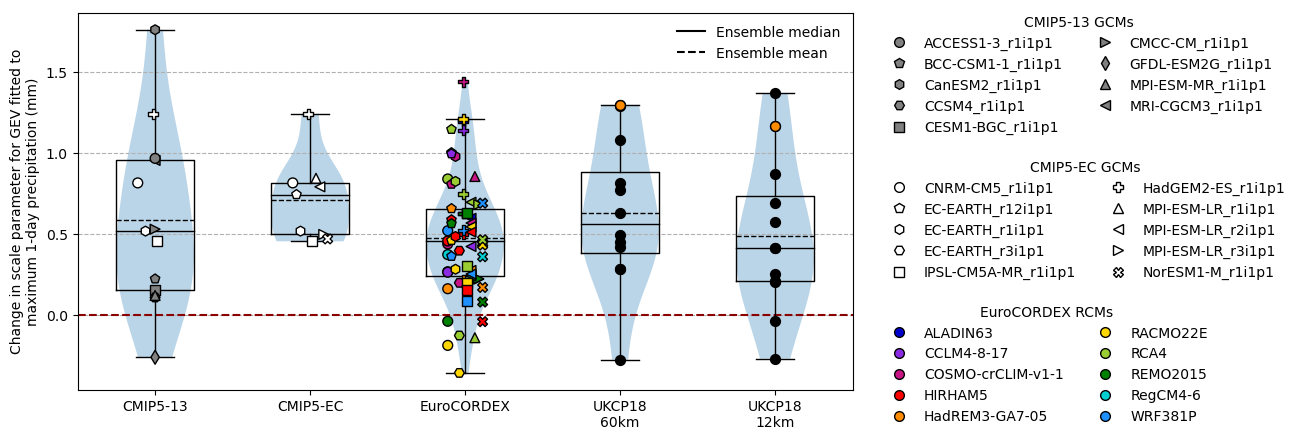 Change in scale parameter for GEV fitted to
maximum 1-day precipitation (mm)
1.5
1.0
0.5
0.0
Ensemble median
Ensemble mean
CMIP5-13
CMIP5-EC
EuroCORDEX
UKCP18
60km
UKCP18
12km
CMIP5-13 GCMs
ACCESS1-3_r1i1p1
BCC-CSM1-1_r1i1p1
CanESM2_r1i1p1
CCSM4_r1i1p1
CESM1-BGC_r1i1p1
CMCC-CM_r1i1p1
GFDL-ESM2G_r1i1p1
MPI-ESM-MR_r1i1p1
MRI-CGCM3_r1i1p1
CMIP5-EC GCMs
CNRM-CM5_r1i1p1
EC-EARTH_r12i1p1
EC-EARTH_r1i1p1
EC-EARTH_r3i1p1
IPSL-CM5A-MR_r1i1p1
HadGEM2-ES_r1i1p1
MPI-ESM-LR_r1i1p1
MPI-ESM-LR_r2i1p1
MPI-ESM-LR_r3i1p1
NorESM1-M_r1i1p1
EuroCORDEX RCMs
ALADIN63
CCLM4-8-17
COSMO-crCLIM-v1-1
HIRHAM5
HadREM3-GA7-05
RACMO22E
RCA4
REMO2015
RegCM4-6
WRF381P